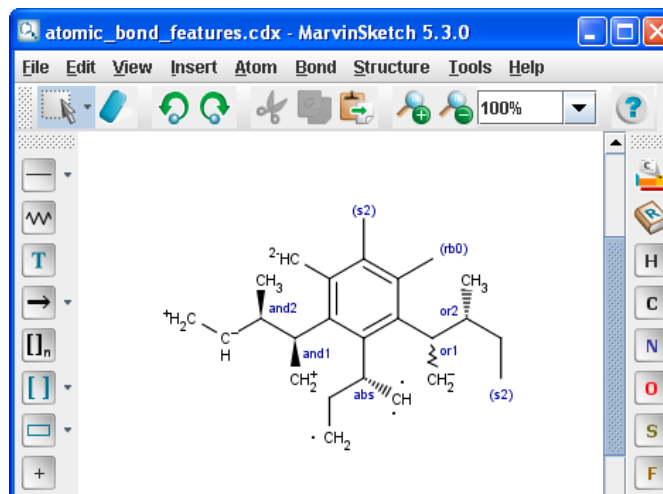 atomic_bond_features.cdx - MarvinSketch 5.3.0
File Edit View Insert Atom Bond Structure Tools Help
100%
?
C
R
T
[]n
[ ]
+
H
C
N
O
S
F
(s2)
2-HC
(rb0)
CH3
CH3
+H2C
and2
or2
C-
H
and1
or1
CH2+
abs
CH
CH2-
(s2)
CH2